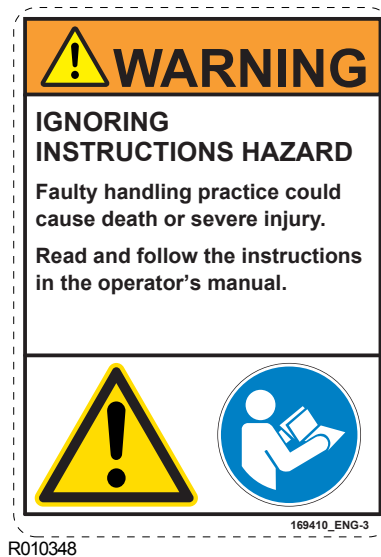 WARNING
IGNORING
INSTRUCTIONS HAZARD
Faulty handling practice could
cause death or severe injury.
Read and follow the instructions
in the operator’s manual.
169410_ENG-3
R010348